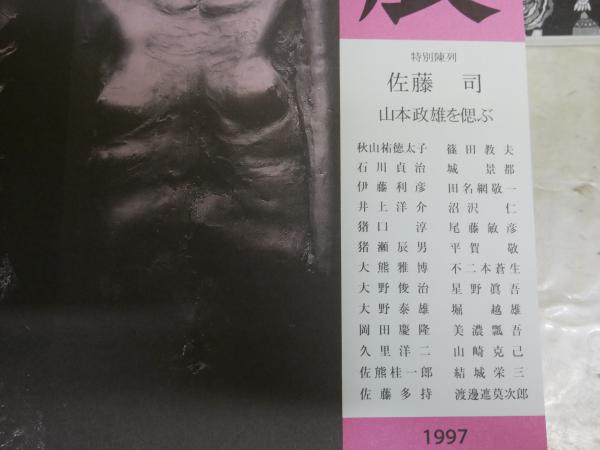 展
特別陳列
佐藤 司
山本政雄を偲ぶ
秋山祐徳太子 篠田教夫
石川貞治 城景都
伊藤利彦 田名網敬一
井上洋介 沼沢仁
猪口淳 尾藤敏彦
猪瀬辰男 平賀敬
大熊雅博 不二本蒼生
大野俊治 星野眞吾
大野泰雄 堀越雄
岡田慶隆 美濃瓢吾
久里洋二 山崎克己
佐熊桂一郎 結城栄三
佐藤多持 渡邊逓莫次郎
1997